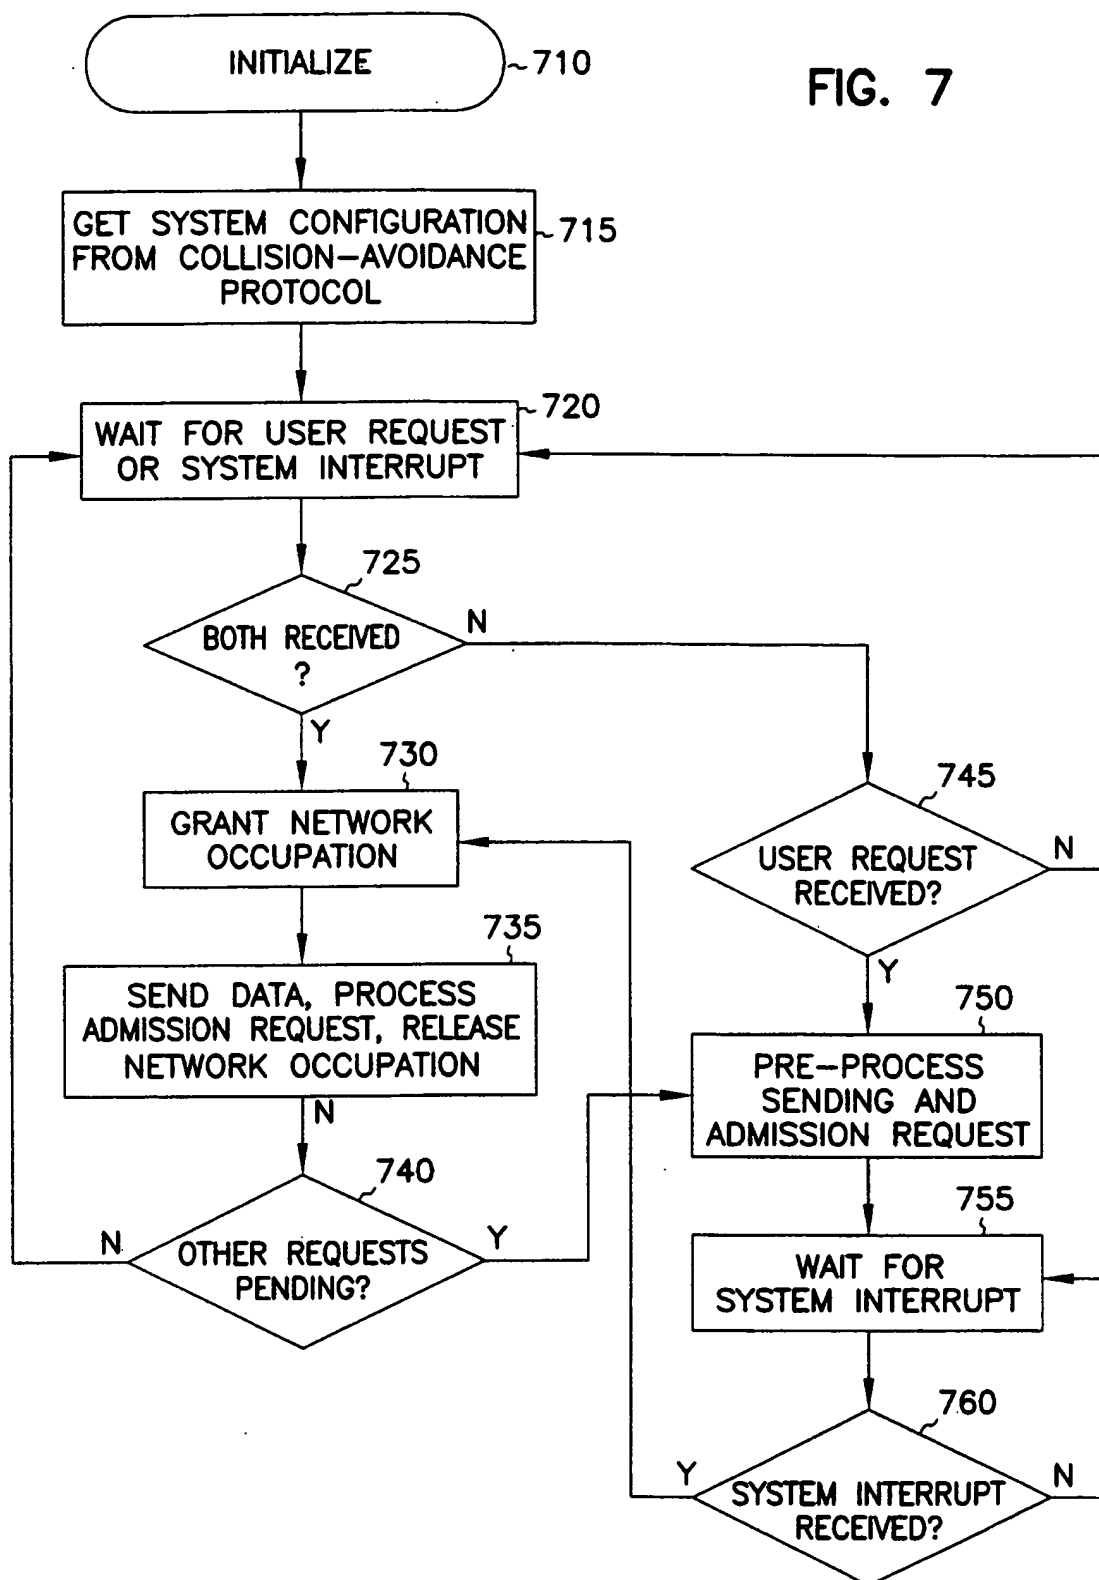 INITIALIZE
710
FIG. 7
GET SYSTEM CONFIGURATION
FROM COLLISION-AVOIDANCE
PROTOCOL
715
WAIT FOR USER REQUEST
OR SYSTEM INTERRUPT
720
BOTH RECEIVED
?
725
N
Y
GRANT NETWORK
OCCUPATION
730
SEND DATA, PROCESS
ADMISSION REQUEST, RELEASE
NETWORK OCCUPATION
735
N
OTHER REQUESTS
PENDING?
740
N
Y
USER REQUEST
RECEIVED?
745
N
Y
PRE-PROCESS
SENDING AND
ADMISSION REQUEST
750
WAIT FOR
SYSTEM INTERRUPT
755
SYSTEM INTERRUPT
RECEIVED?
760
Y
N